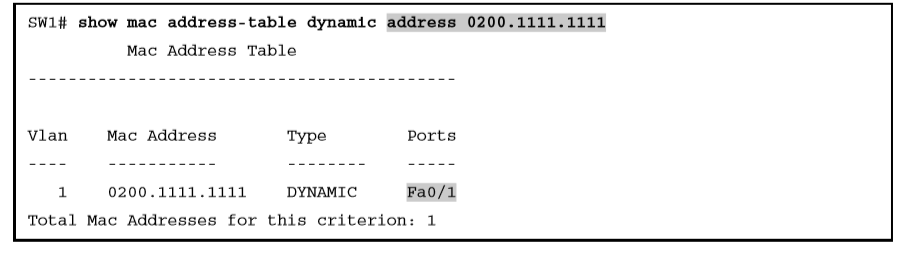 SW1# show mac address-table dynamic address 0200.1111.1111
Mac Address Table
-------------------------------------------
Vlan Mac Address Type Ports
---- ----------- -------- -----
1 0200.1111.1111 DYNAMIC Fa0/1
Total Mac Addresses for this criterion: 1